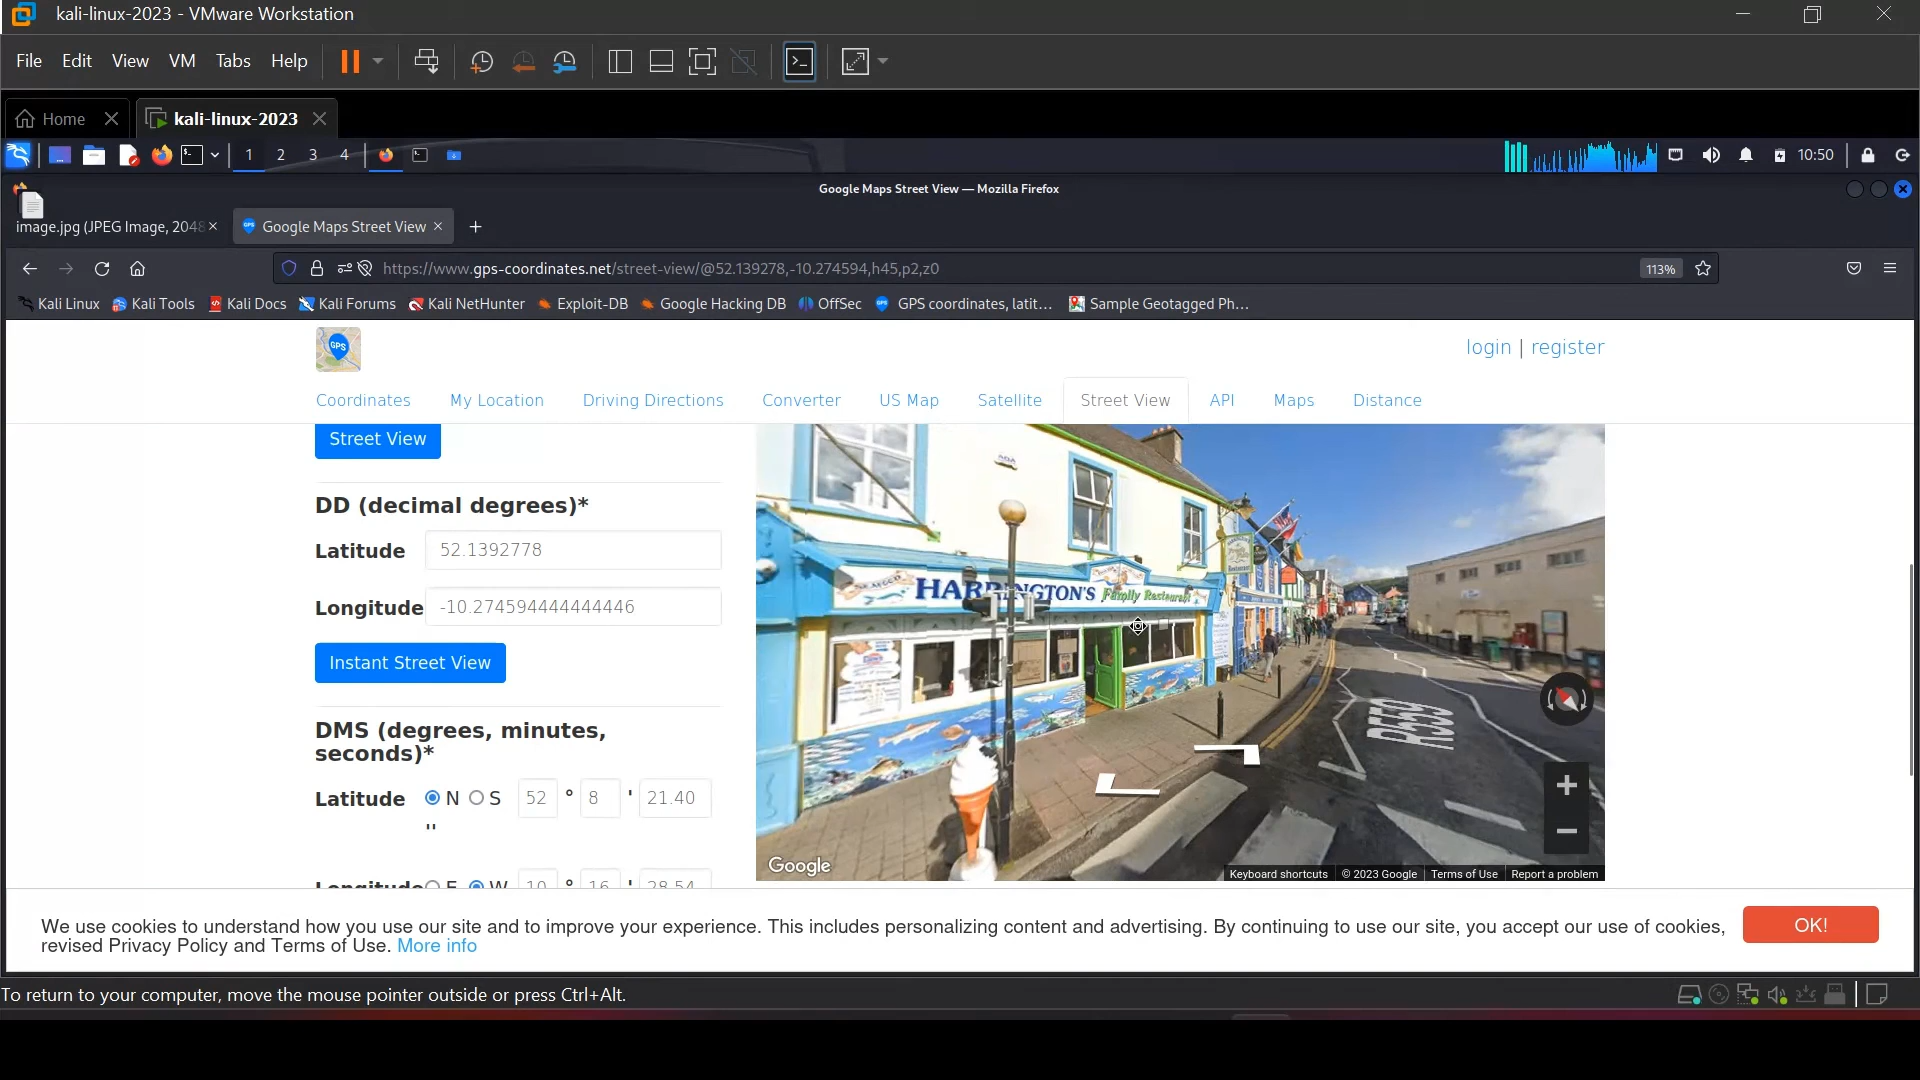 kali-linux-2023 - VMware Workstation
File Edit View VM Tabs Help
Home kali-linux-2023
1 2 3 4 10:50
Google Maps Street View — Mozilla Firefox
image.jpg (JPEG Image, 2048 Google Maps Street View
https://www.gps-coordinates.net/street-view/@52.139278,-10.274594,h45,p2,z0 113%
Kali Linux Kali Tools Kali Docs Kali Forums Kali NetHunter Exploit-DB Google Hacking DB OffSec GPS coordinates, latit... Sample Geotagged Ph...
GPS
login | register
Coordinates My Location Driving Directions Converter US Map Satellite Street View API Maps Distance
Street View
DD (decimal degrees)*
Latitude 52.1392778
Longitude -10.274594444444446
Instant Street View
DMS (degrees, minutes,
seconds)*
Latitude N S 52 ° 8 ' 21.40
"
Longitude E W 10 ° 16 ' 28.54
HARRINGTON'S Family Restaurant
R559
Google
Keyboard shortcuts © 2023 Google Terms of Use Report a problem
We use cookies to understand how you use our site and to improve your experience. This includes personalizing content and advertising. By continuing to use our site, you accept our use of cookies,
revised Privacy Policy and Terms of Use. More info
OK!
To return to your computer, move the mouse pointer outside or press Ctrl+Alt.